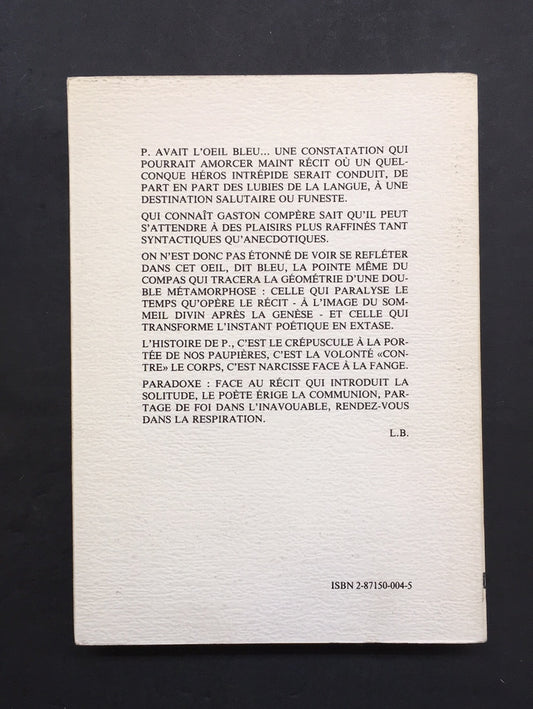 P. AVAIT L'OEIL BLEU... UNE CONSTATATION QUI
POURRAIT AMORCER MAINT RÉCIT OÙ UN QUEL-
CONQUE HÉROS INTRÉPIDE SERAIT CONDUIT, DE
PART EN PART DES LUBIES DE LA LANGUE, À UNE
DESTINATION SALUTAIRE OU FUNESTE.
QUI CONNAÎT GASTON COMPÈRE SAIT QU'IL PEUT
S'ATTENDRE À DES PLAISIRS PLUS RAFFINÉS TANT
SYNTACTIQUES QU'ANECDOTIQUES.
ON N'EST DONC PAS ÉTONNÉ DE VOIR SE REFLÉTER
DANS CET OEIL, DIT BLEU, LA POINTE MÊME DU
COMPAS QUI TRACERA LA GÉOMÉTRIE D'UNE DOU-
BLE MÉTAMORPHOSE : CELLE QUI PARALYSE LE
TEMPS QU'OPÈRE LE RÉCIT - À L'IMAGE DU SOM-
MEIL DIVIN APRÈS LA GENÈSE - ET CELLE QUI
TRANSFORME L'INSTANT POÉTIQUE EN EXTASE.
L'HISTOIRE DE P., C'EST LE CRÉPUSCULE À LA POR-
TÉE DE NOS PAUPIÈRES, C'EST LA VOLONTÉ «CON-
TRE» LE CORPS, C'EST NARCISSE FACE À LA FANGE.
PARADOXE : FACE AU RÉCIT QUI INTRODUIT LA
SOLITUDE, LE POÈTE ÉRIGE LA COMMUNION, PAR-
TAGE DE FOI DANS L'INAVOUABLE, RENDEZ-VOUS
DANS LA RESPIRATION.
L.B.
ISBN 2-87150-004-5